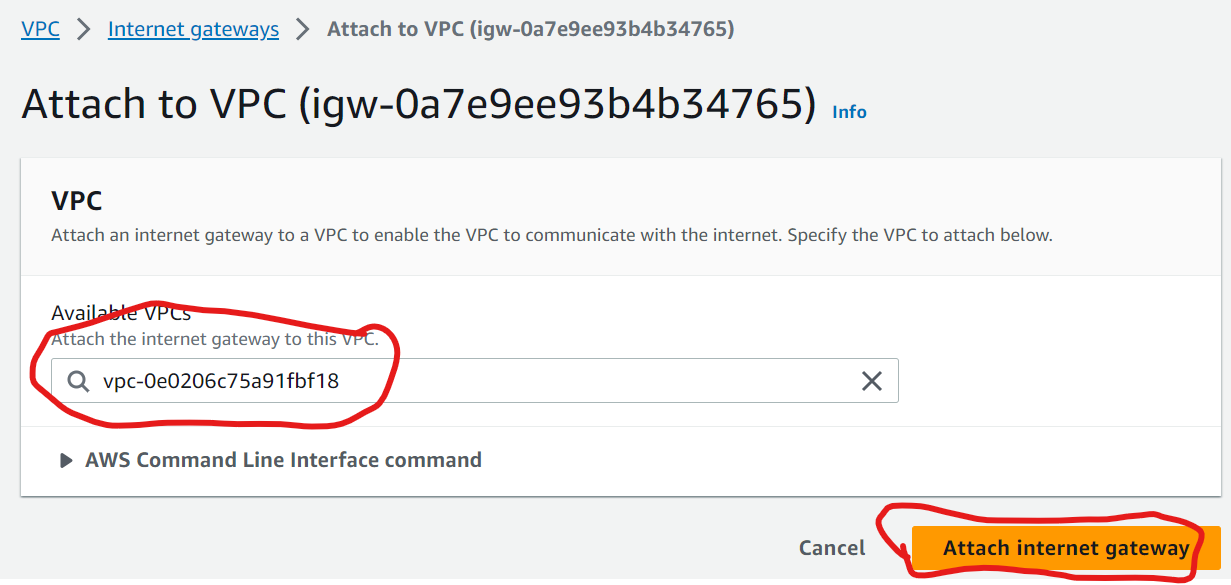 VPC > Internet gateways > Attach to VPC (igw-0a7e9ee93b4b34765)
Attach to VPC (igw-0a7e9ee93b4b34765) Info
VPC
Attach an internet gateway to a VPC to enable the VPC to communicate with the internet. Specify the VPC to attach below.
Available VPCs
Attach the internet gateway to this VPC.
vpc-0e0206c75a91fbf18
AWS Command Line Interface command
Cancel Attach internet gateway